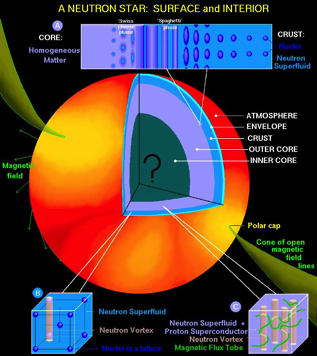 A NEUTRON STAR: SURFACE and INTERIOR
'Swiss cheese' phase
'Spaghetti' phase
A
CORE:
Homogeneous
Matter
CRUST:
Nuclei
Neutron
Superfluid
ATMOSPHERE
ENVELOPE
CRUST
OUTER CORE
INNER CORE
?
Magnetic
field
Polar cap
Cone of open
magnetic
field
lines
B
Neutron Superfluid
Neutron Vortex
Nuclei in a lattice
C
Neutron Superfluid +
Proton Superconductor
Neutron Vortex
Magnetic Flux Tube